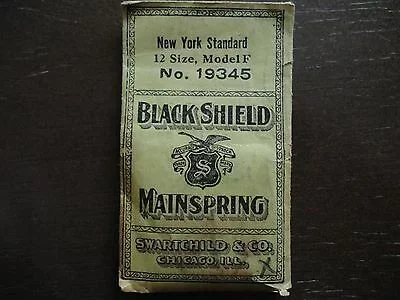 New York Standard
12 Size, Model F
No. 19345
BLACK SHIELD
S
MAINSPRING
SWARTCHILD & CO.
CHICAGO, ILL.
X